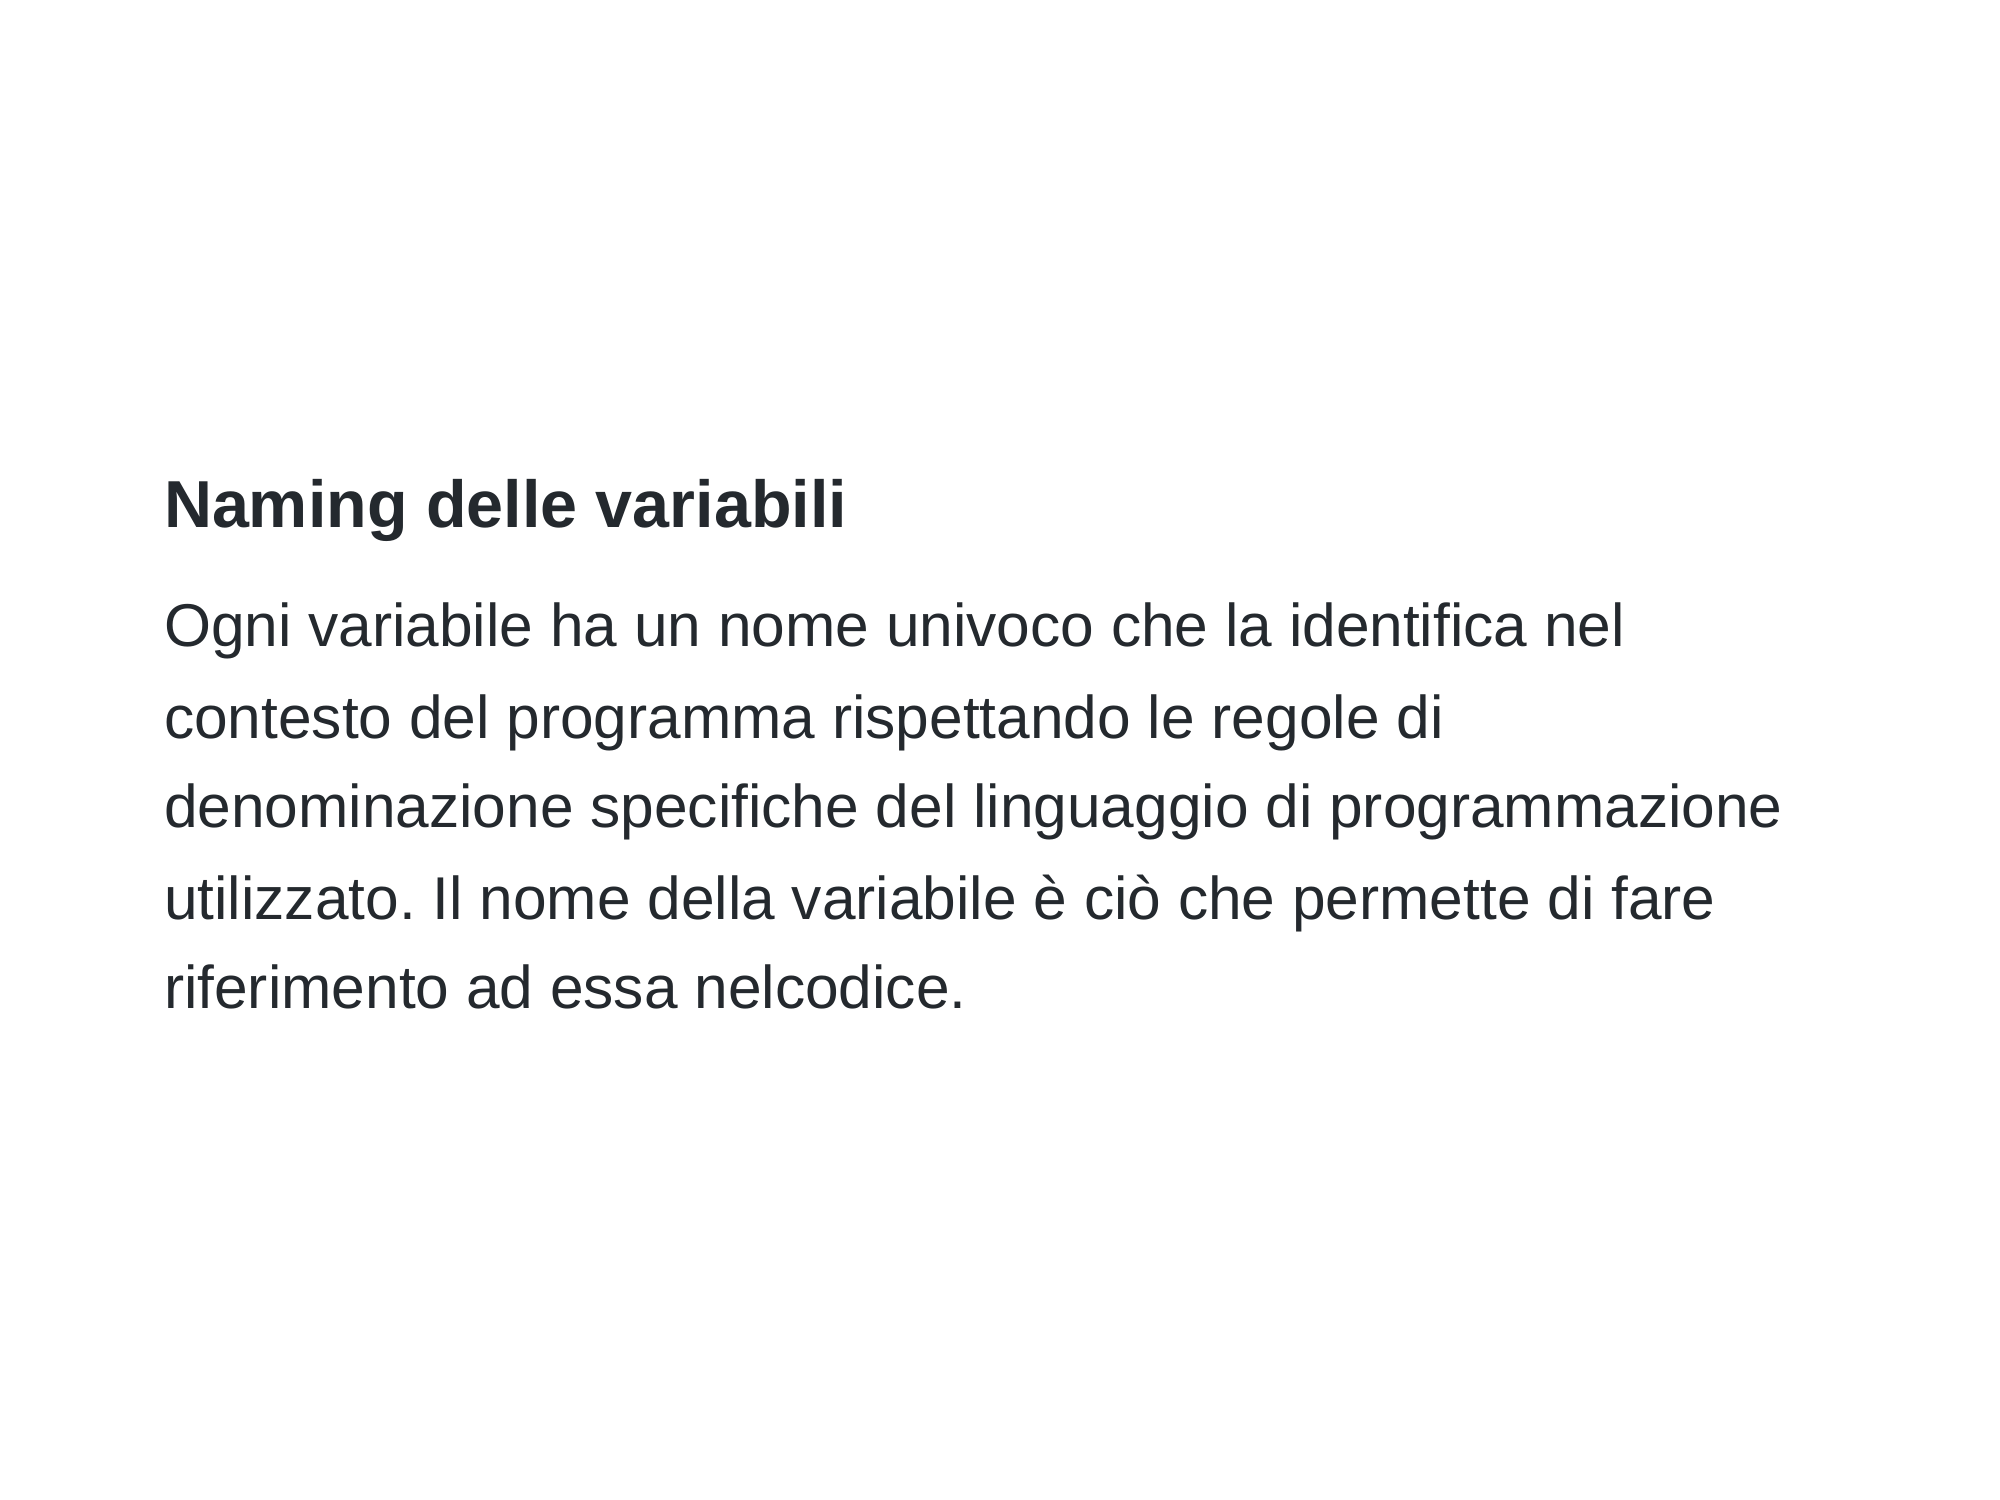 Naming delle variabili
Ogni variabile ha un nome univoco che la identifica nel
contesto del programma rispettando le regole di
denominazione specifiche del linguaggio di programmazione
utilizzato. Il nome della variabile è ciò che permette di fare
riferimento ad essa nelcodice.